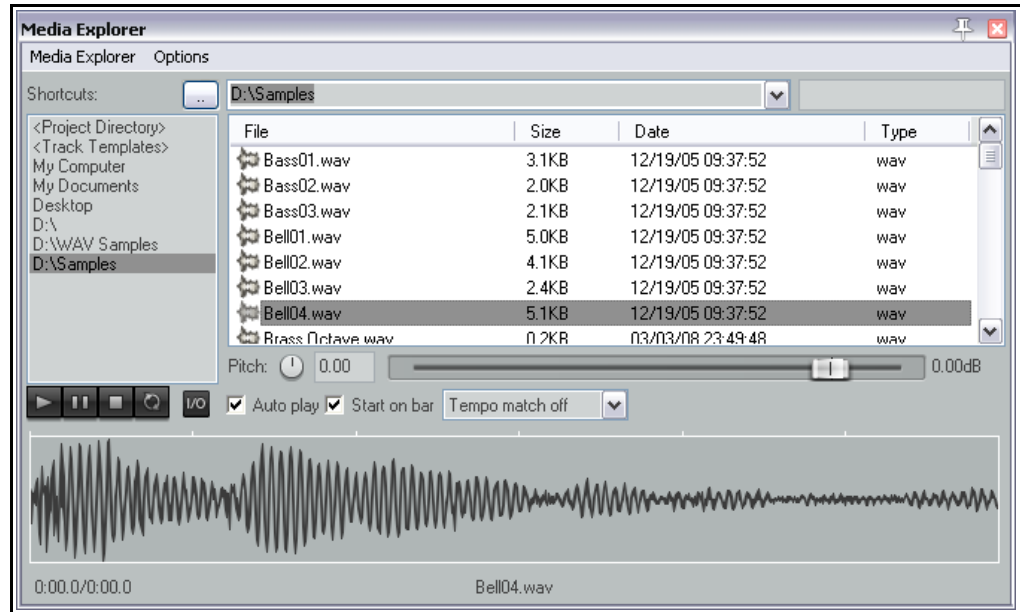 Media Explorer
Media Explorer Options
Shortcuts: .. D:\Samples
<Project Directory>
<Track Templates>
My Computer
My Documents
Desktop
D:\
D:\WAV Samples
D:\Samples
File Size Date Type
Bass01.wav 3.1KB 12/19/05 09:37:52 wav
Bass02.wav 2.0KB 12/19/05 09:37:52 wav
Bass03.wav 2.1KB 12/19/05 09:37:52 wav
Bell01.wav 5.0KB 12/19/05 09:37:52 wav
Bell02.wav 4.1KB 12/19/05 09:37:52 wav
Bell03.wav 2.4KB 12/19/05 09:37:52 wav
Bell04.wav 5.1KB 12/19/05 09:37:52 wav
Brass Octave.wav 0.2KB 03/03/08 23:49:48 wav
Pitch: 0.00 0.00dB
I/O Auto play Start on bar Tempo match off
0:00.0/0:00.0 Bell04.wav